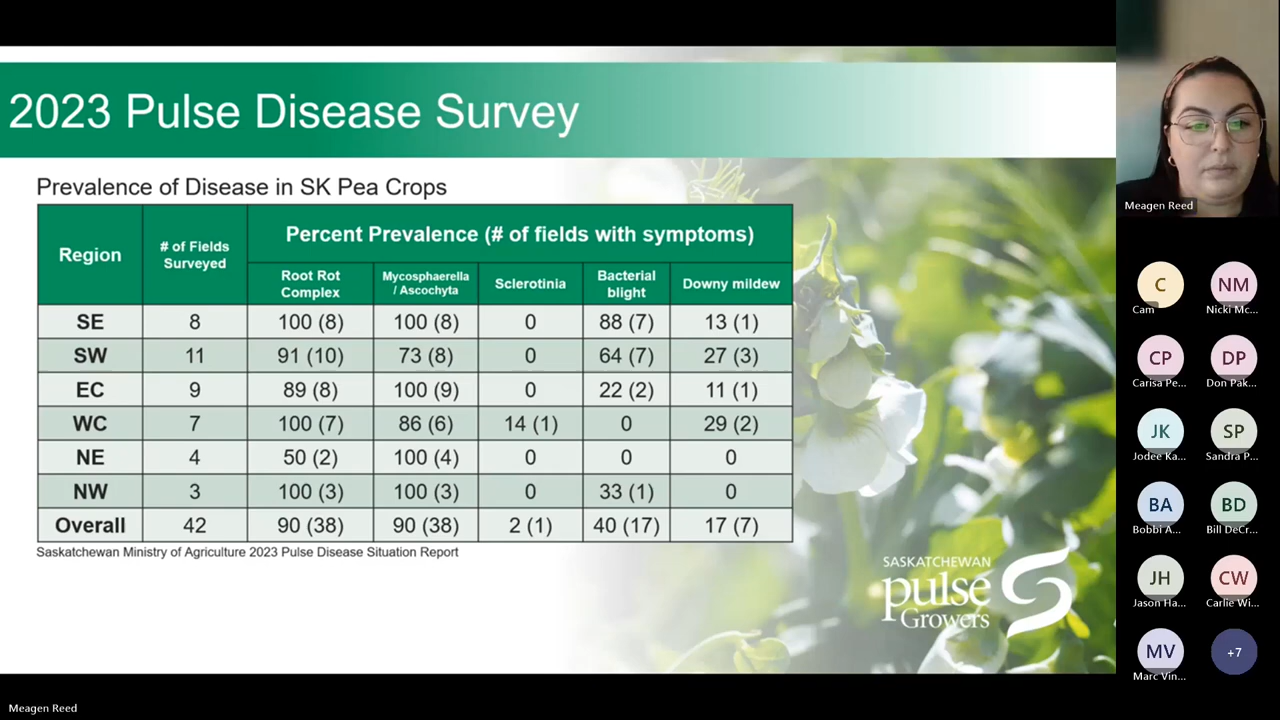 2023 Pulse Disease Survey
Prevalence of Disease in SK Pea Crops
Region # of Fields Surveyed Percent Prevalence (# of fields with symptoms)
Root Rot Complex Mycosphaerella / Ascochyta Sclerotinia Bacterial blight Downy mildew
SE 8 100 (8) 100 (8) 0 88 (7) 13 (1)
SW 11 91 (10) 73 (8) 0 64 (7) 27 (3)
EC 9 89 (8) 100 (9) 0 22 (2) 11 (1)
WC 7 100 (7) 86 (6) 14 (1) 0 29 (2)
NE 4 50 (2) 100 (4) 0 0 0
NW 3 100 (3) 100 (3) 0 33 (1) 0
Overall 42 90 (38) 90 (38) 2 (1) 40 (17) 17 (7)
Saskatchewan Ministry of Agriculture 2023 Pulse Disease Situation Report
SASKATCHEWAN
pulse
Growers
Meagen Reed
C NM
Cam Nicki Mc...
CP DP
Carisa Pe... Don Pak...
JK SP
Jodee Ka... Sandra P...
BA BD
Bobbi A... Bill DeCr...
JH CW
Jason Ha... Carlie Wi...
MV +7
Marc Vin...
Meagen Reed